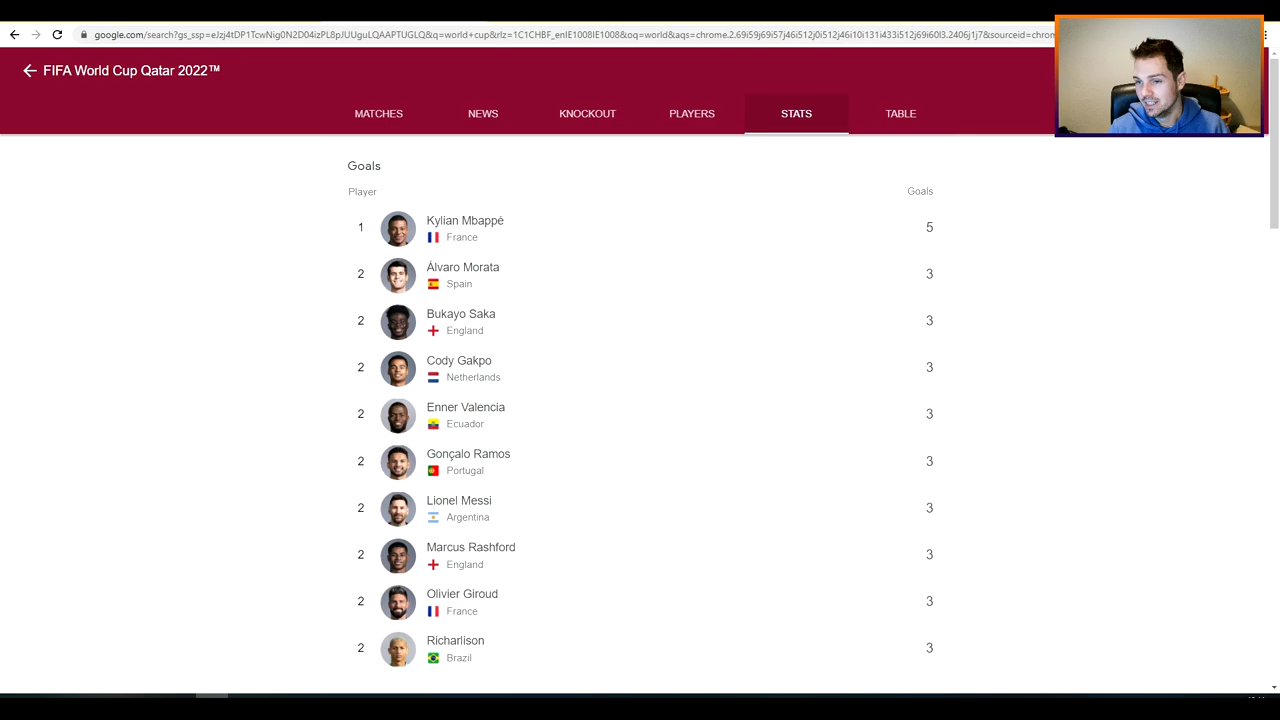 google.com/search?gs_ssp=eJzj4tDP1TcwNig0N2D04izPL8pJUUguLQAAPTUGLQ&q=world+cup&rlz=1C1CHBF_enIE1008IE1008&oq=world&aqs=chrome.2.69i59j69i57j46i512j0i512j46i10i131i433i512j69i60l3.2406j1j7&sourceid=chrom
FIFA World Cup Qatar 2022™
MATCHES NEWS KNOCKOUT PLAYERS STATS TABLE
Goals
Player Goals
1 Kylian Mbappé 5
France
2 Álvaro Morata 3
Spain
2 Bukayo Saka 3
England
2 Cody Gakpo 3
Netherlands
2 Enner Valencia 3
Ecuador
2 Gonçalo Ramos 3
Portugal
2 Lionel Messi 3
Argentina
2 Marcus Rashford 3
England
2 Olivier Giroud 3
France
2 Richarlison 3
Brazil